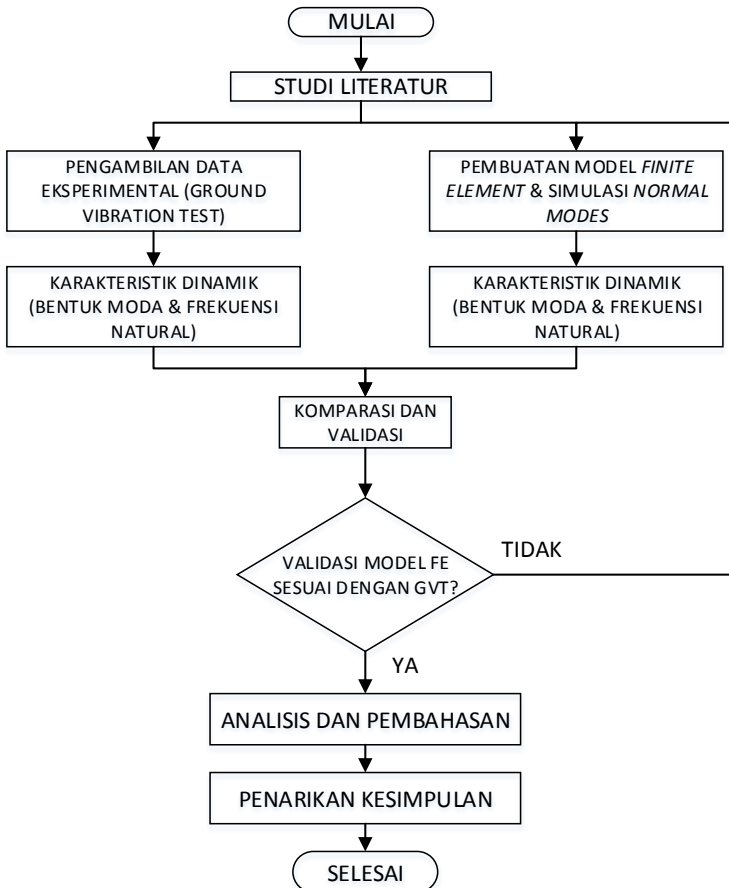 MULAI
STUDI LITERATUR
PENGAMBILAN DATA
EKSPERIMENTAL (GROUND
VIBRATION TEST)
PEMBUATAN MODEL FINITE
ELEMENT & SIMULASI NORMAL
MODES
KARAKTERISTIK DINAMIK
(BENTUK MODA & FREKUENSI
NATURAL)
KARAKTERISTIK DINAMIK
(BENTUK MODA & FREKUENSI
NATURAL)
KOMPARASI DAN
VALIDASI
VALIDASI MODEL FE
SESUAI DENGAN GVT?
TIDAK
YA
ANALISIS DAN PEMBAHASAN
PENARIKAN KESIMPULAN
SELESAI